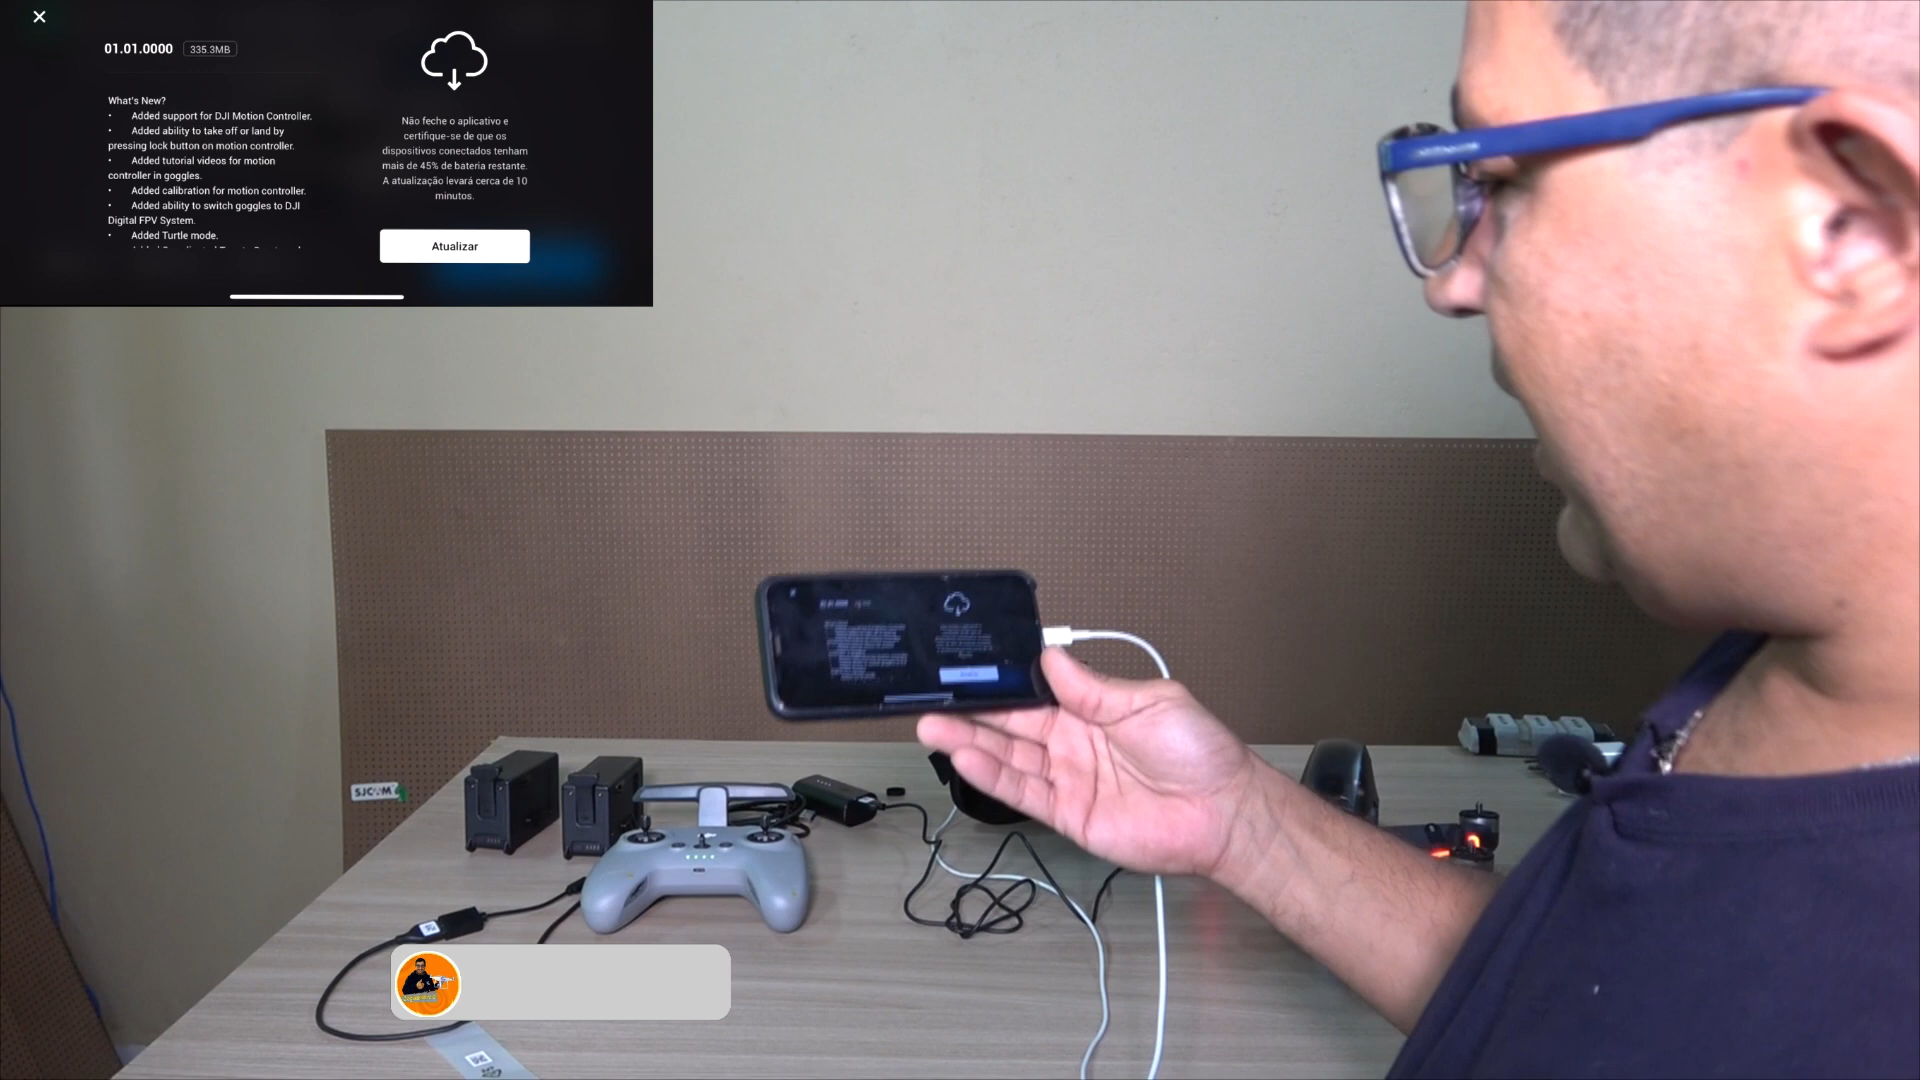 01.01.0000 335.3MB
What's New?
• Added support for DJI Motion Controller.
• Added ability to take off or land by
pressing lock button on motion controller.
• Added tutorial videos for motion
controller in goggles.
• Added calibration for motion controller.
• Added ability to switch goggles to DJI
Digital FPV System.
• Added Turtle mode.
Não feche o aplicativo e
certifique-se de que os
dispositivos conectados tenham
mais de 45% de bateria restante.
A atualização levará cerca de 10
minutos.
Atualizar
SJCAM